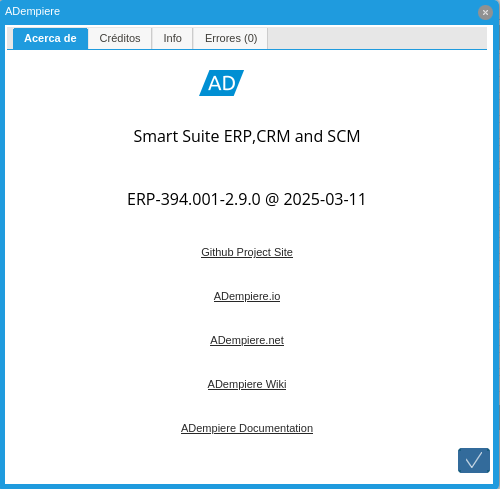 ADempiere
Acerca de
Créditos
Info
Errores (0)
AD
Smart Suite ERP,CRM and SCM
ERP-394.001-2.9.0 @ 2025-03-11
Github Project Site
ADempiere.io
ADempiere.net
ADempiere Wiki
ADempiere Documentation